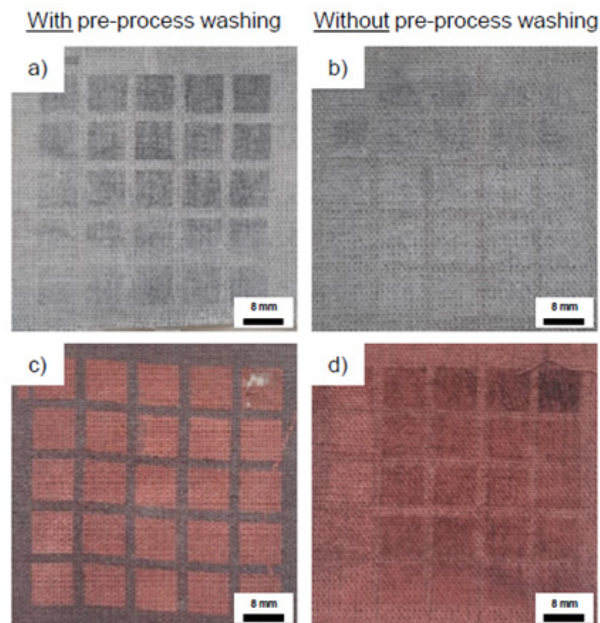 With pre-process washing
Without pre-process washing
a)
b)
8 mm
8 mm
c)
d)
8 mm
8 mm